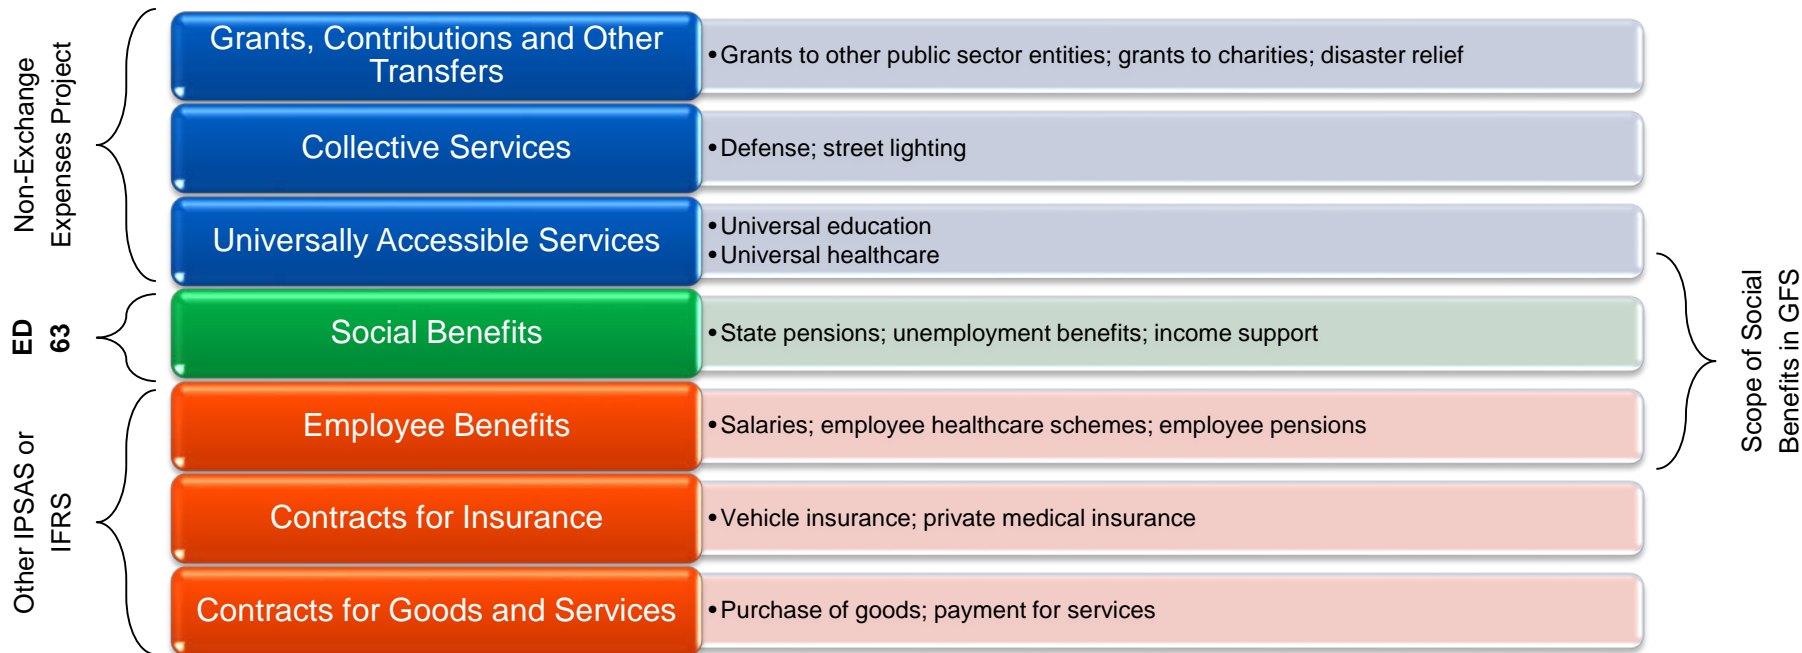 Non-Exchange
Expenses Project
Grants, Contributions and Other
Transfers
•Grants to other public sector entities; grants to charities; disaster relief
Collective Services
•Defense; street lighting
Universally Accessible Services
•Universal education
•Universal healthcare
ED
63
Social Benefits
•State pensions; unemployment benefits; income support
Scope of Social
Benefits in GFS
Other IPSAS or
IFRS
Employee Benefits
•Salaries; employee healthcare schemes; employee pensions
Contracts for Insurance
•Vehicle insurance; private medical insurance
Contracts for Goods and Services
•Purchase of goods; payment for services